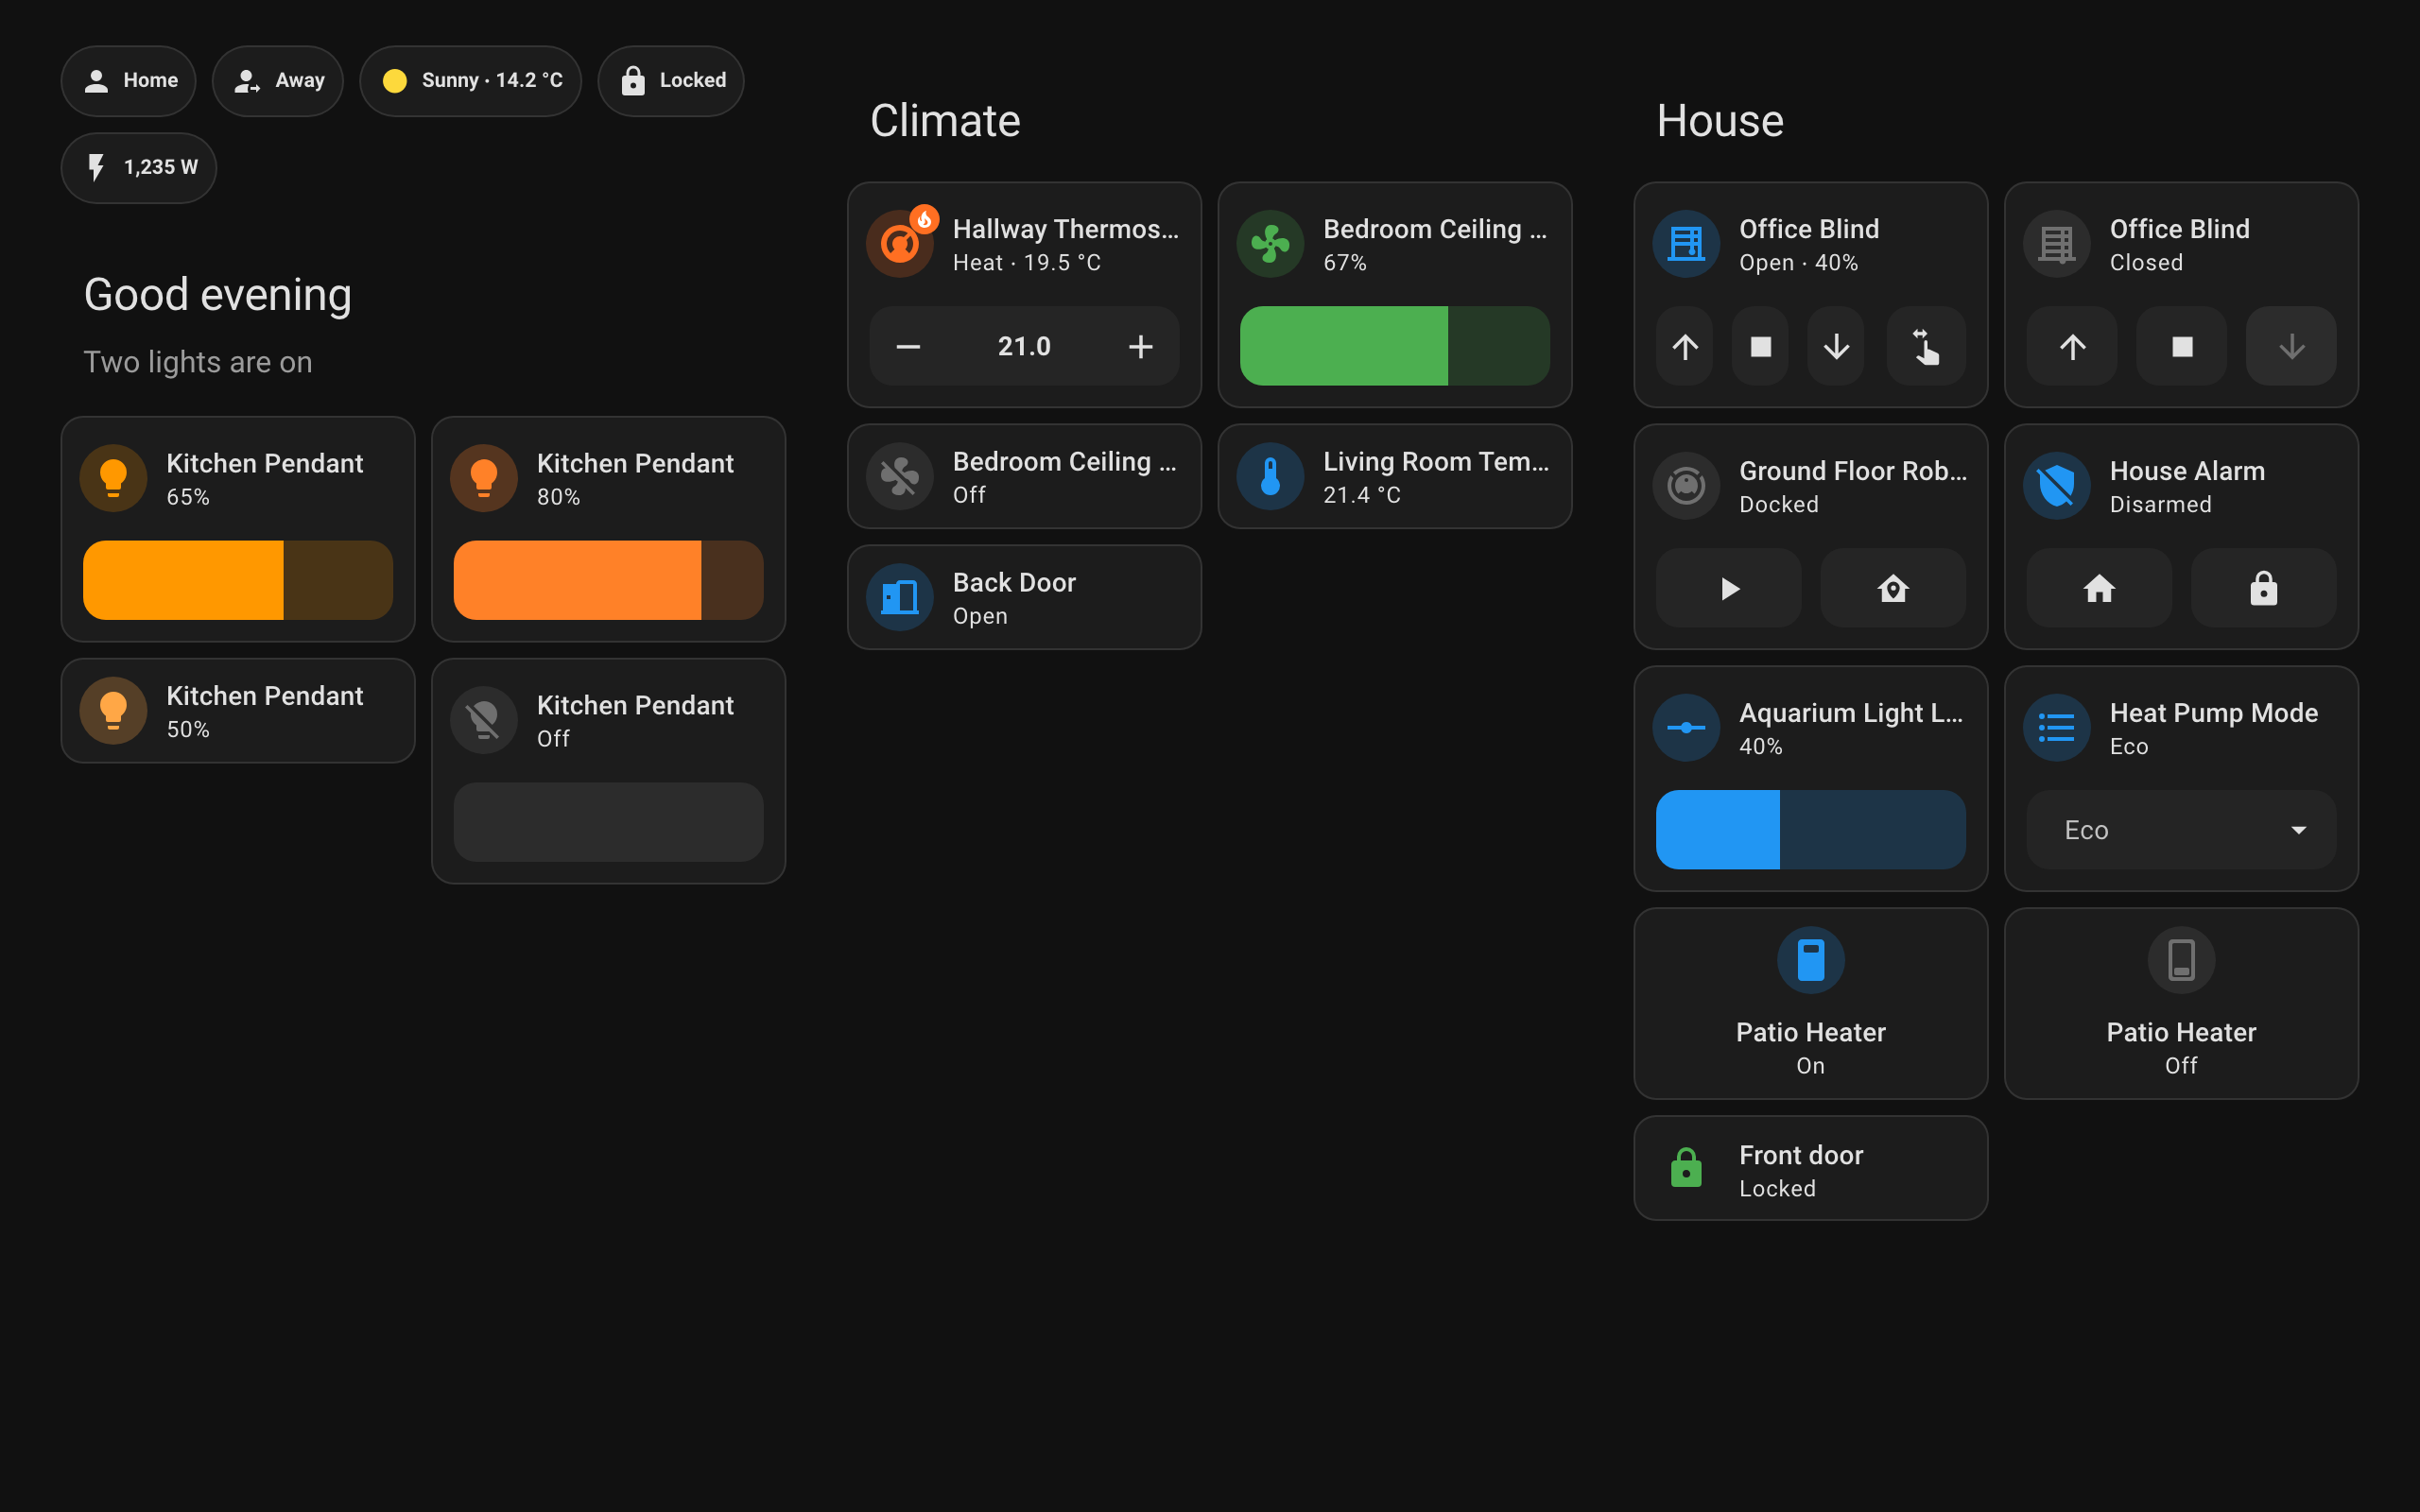 Home
Away
Sunny · 14.2 °C
Locked
1,235 W
Good evening
Two lights are on
Kitchen Pendant
65%
Kitchen Pendant
80%
Kitchen Pendant
50%
Kitchen Pendant
Off
Climate
Hallway Thermos...
Heat · 19.5 °C
21.0
Bedroom Ceiling ...
67%
Bedroom Ceiling ...
Off
Living Room Tem...
21.4 °C
Back Door
Open
House
Office Blind
Open · 40%
Office Blind
Closed
Ground Floor Rob...
Docked
House Alarm
Disarmed
Aquarium Light L...
40%
Heat Pump Mode
Eco
Eco
Patio Heater
On
Patio Heater
Off
Front door
Locked